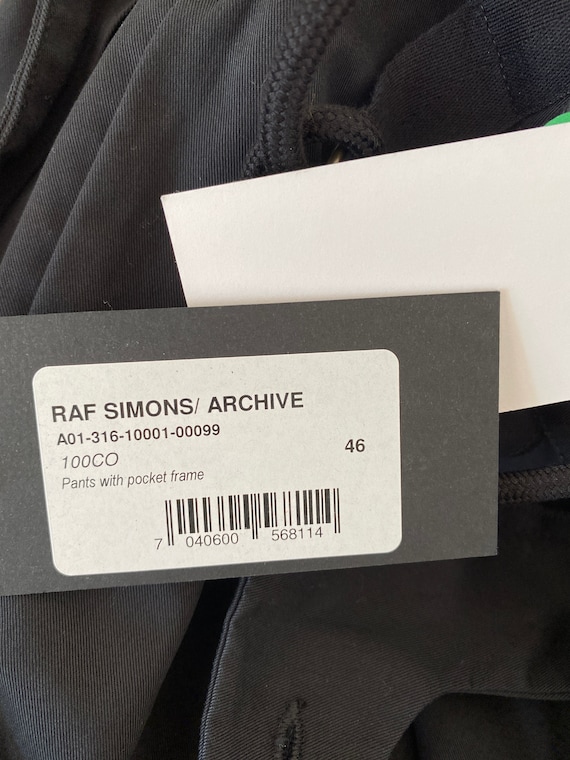 RAF SIMONS/ ARCHIVE
A01-316-10001-00099
100CO
46
Pants with pocket frame
7 040600 568114